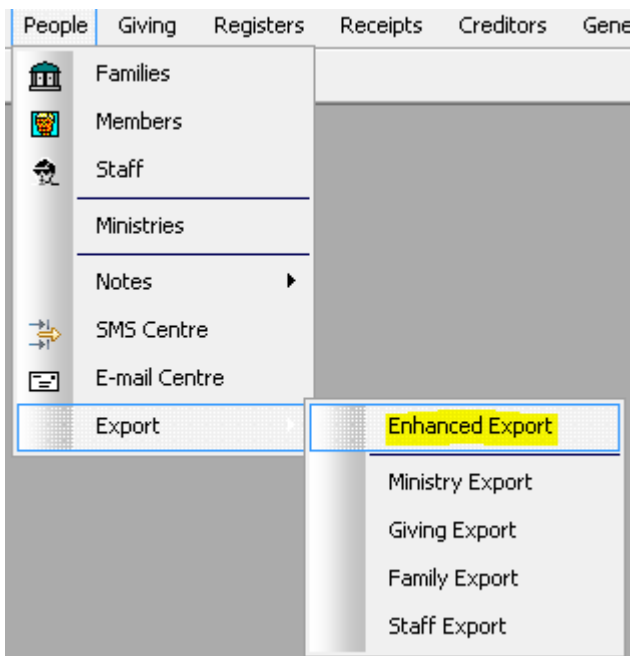 People Giving Registers Receipts Creditors Gene
Families
Members
Staff
Ministries
Notes
SMS Centre
E-mail Centre
Export
Enhanced Export
Ministry Export
Giving Export
Family Export
Staff Export